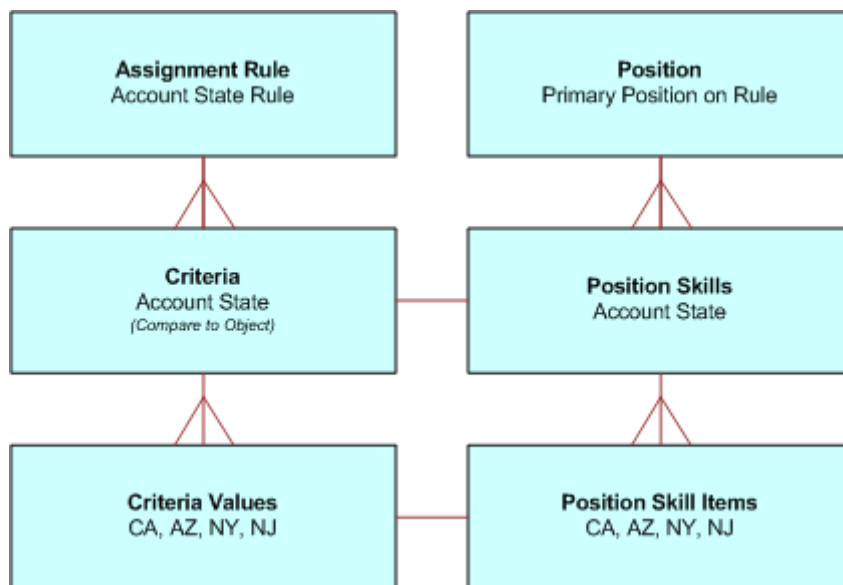 Assignment Rule
Account State Rule
Position
Primary Position on Rule
Criteria
Account State
(Compare to Object)
Position Skills
Account State
Criteria Values
CA, AZ, NY, NJ
Position Skill Items
CA, AZ, NY, NJ